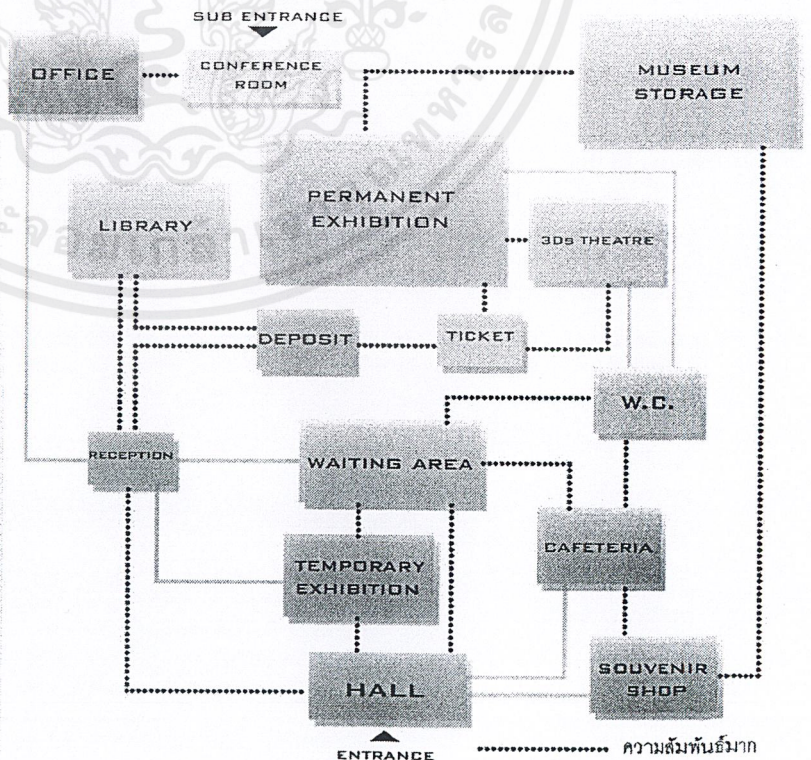 SUB ENTRANCE
OFFICE
CONFERENCE
ROOM
MUSEUM
STORAGE
PERMANENT
EXHIBITION
LIBRARY
3DS THEATRE
DEPOSIT
TICKET
W.C.
RECEPTION
WAITING AREA
CAFETERIA
TEMPORARY
EXHIBITION
SOUVENIR
SHOP
HALL
ENTRANCE
ความสัมพันธ์มาก